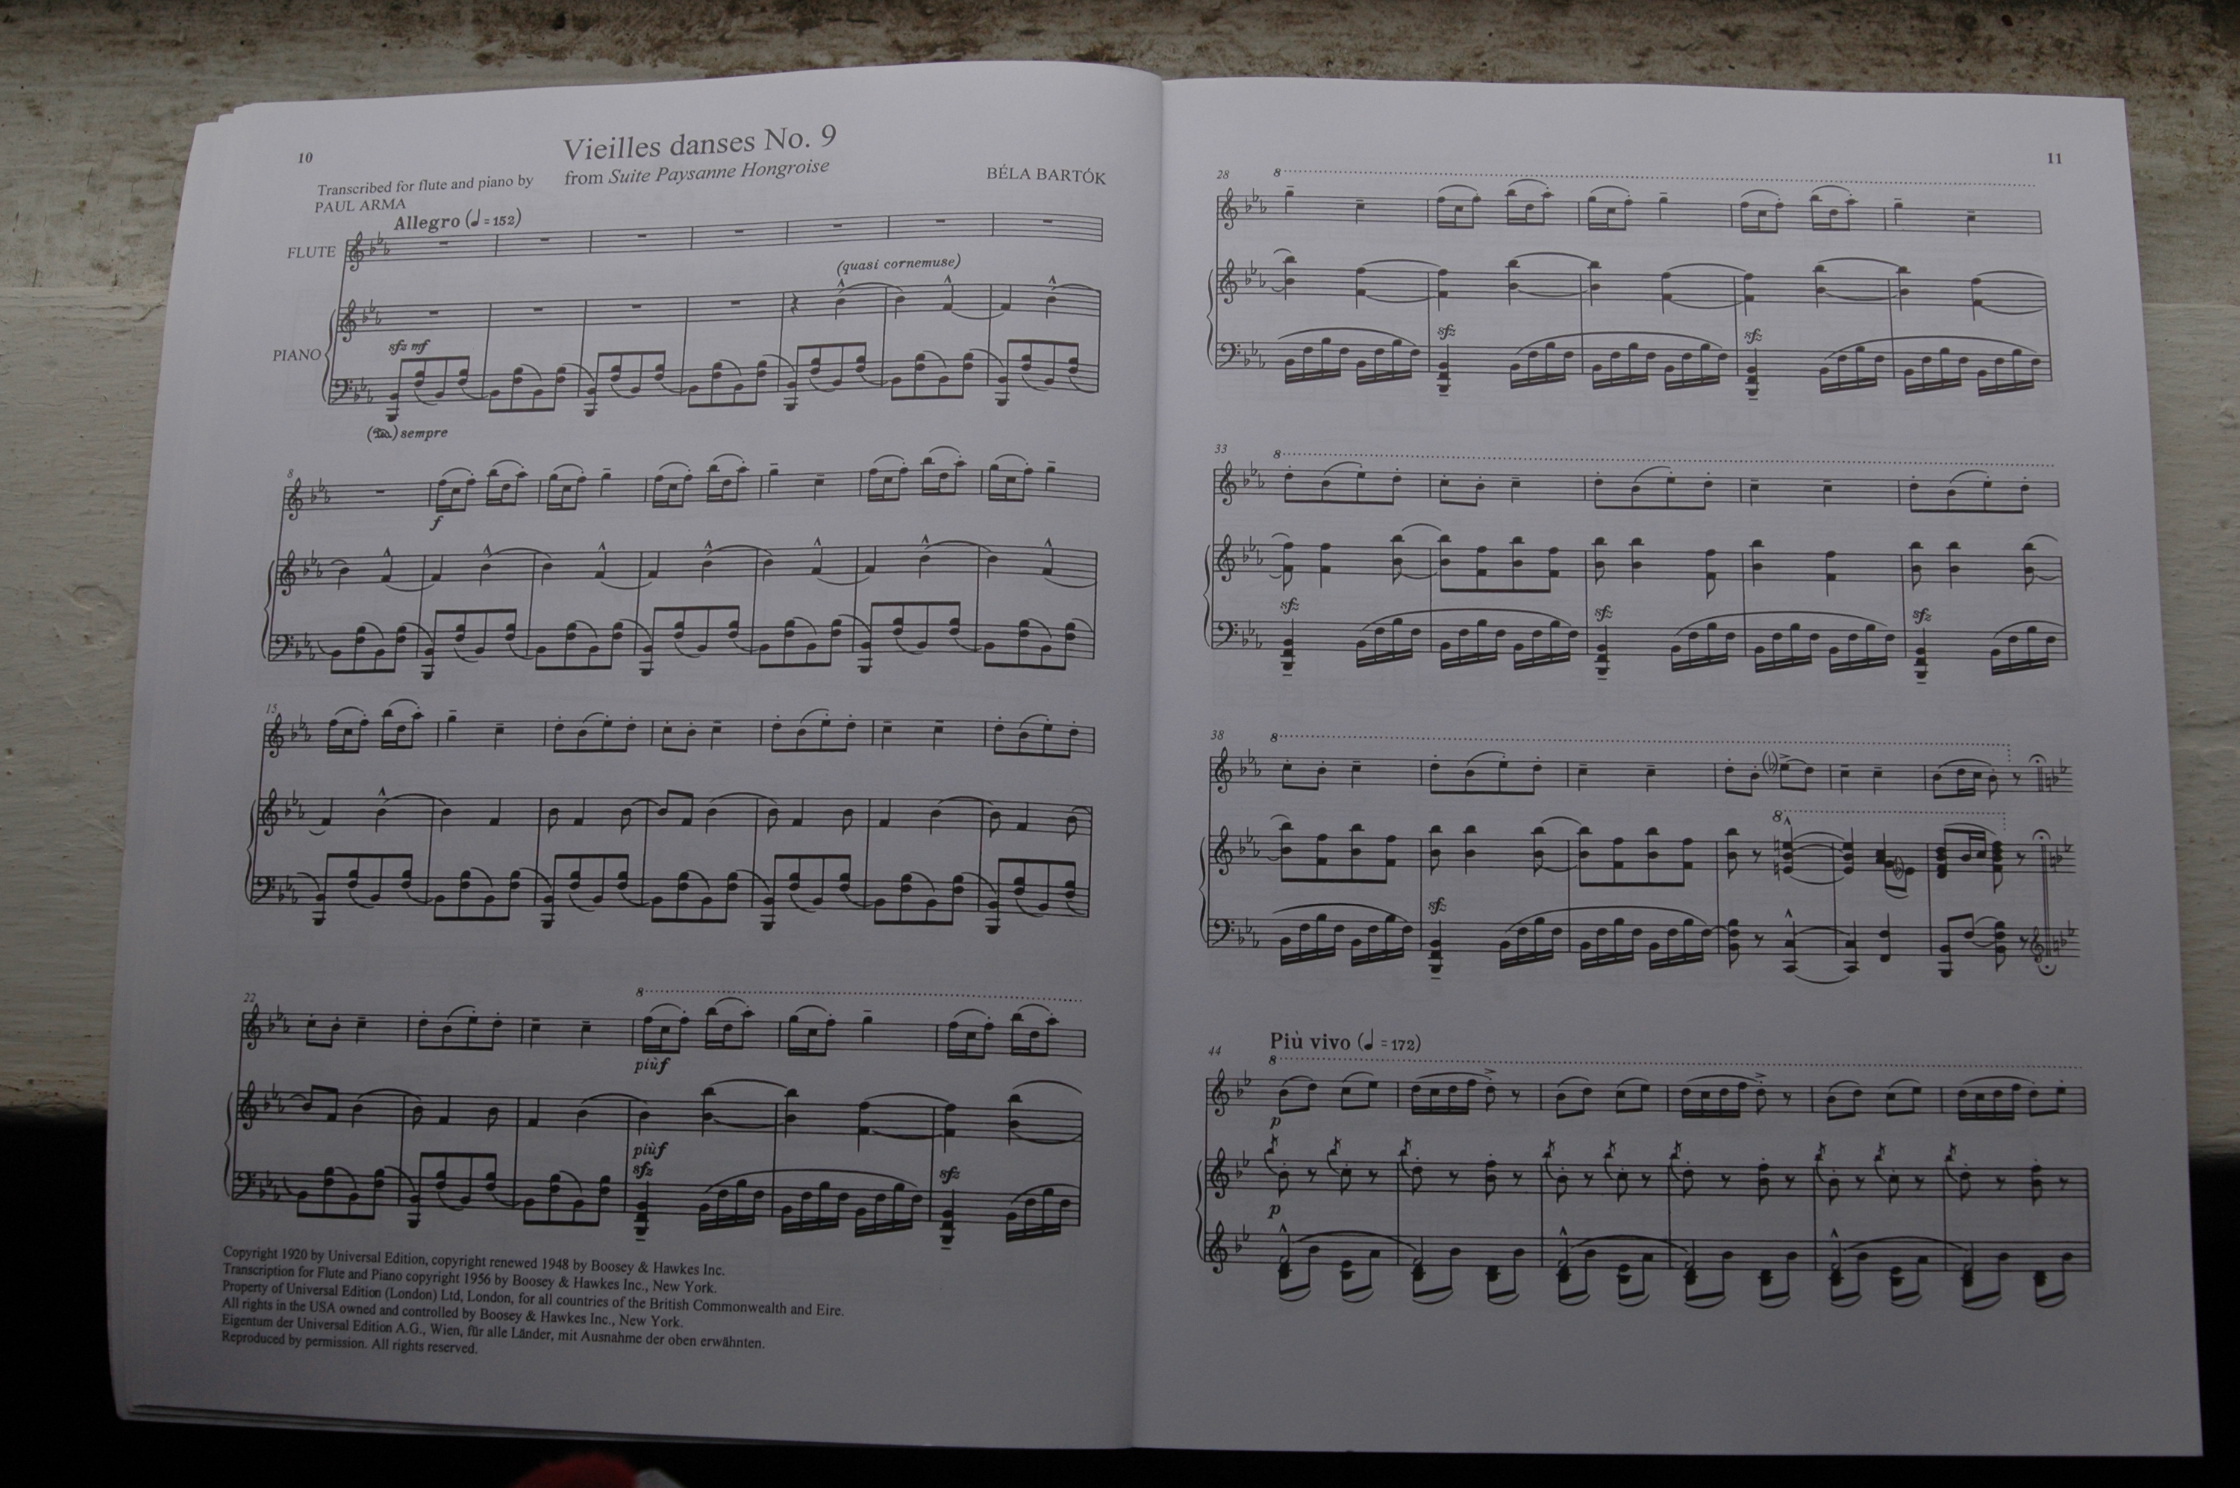 10
Vieilles danses No. 9
from Suite Paysanne Hongroise
Transcribed for flute and piano by
PAUL ARMA
BÉLA BARTÓK
Allegro (♩ = 152)
FLUTE
(quasi cornemuse)
PIANO
sfz mf
(Ped.) sempre
8
f
15
22
8
più f
più f
sfz
sfz
Copyright 1920 by Universal Edition, copyright renewed 1948 by Boosey & Hawkes Inc.
Transcription for Flute and Piano copyright 1956 by Boosey & Hawkes Inc., New York.
Property of Universal Edition (London) Ltd, London, for all countries of the British Commonwealth and Eire.
All rights in the USA owned and controlled by Boosey & Hawkes Inc., New York.
Eigentum der Universal Edition A.G., Wien, für alle Länder, mit Ausnahme der oben erwähnten.
Reproduced by permission. All rights reserved.
11
28
8
sfz
sfz
33
8
sfz
sfz
sfz
38
8
8
sfz
Più vivo (♩ = 172)
44
8
p
p